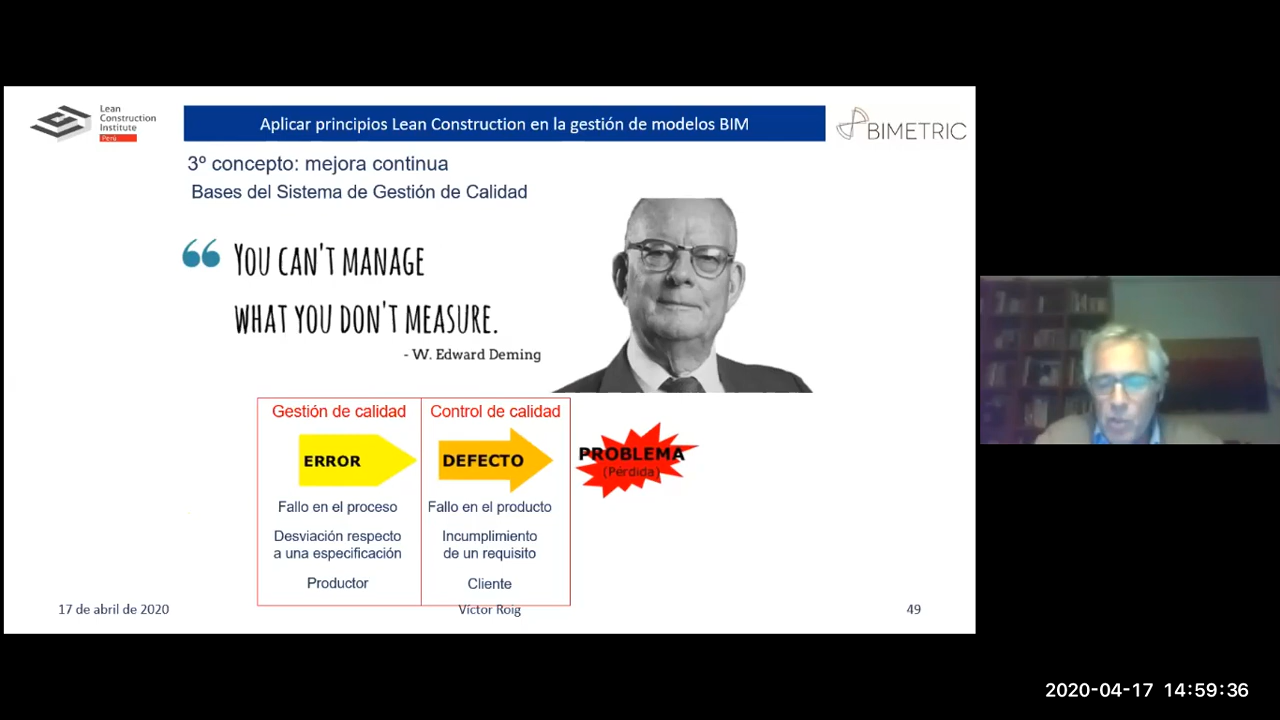 Lean
Construction
Institute
Perú
Aplicar principios Lean Construction en la gestión de modelos BIM
BIMETRIC
3º concepto: mejora continua
Bases del Sistema de Gestión de Calidad
“ YOU CAN'T MANAGE
WHAT YOU DON'T MEASURE.
- W. Edward Deming
Gestión de calidad
Control de calidad
ERROR
DEFECTO
PROBLEMA
(Pérdida)
Fallo en el proceso
Fallo en el producto
Desviación respecto
a una especificación
Incumplimiento
de un requisito
Productor
Cliente
17 de abril de 2020
Víctor Roig
49
2020-04-17 14:59:36